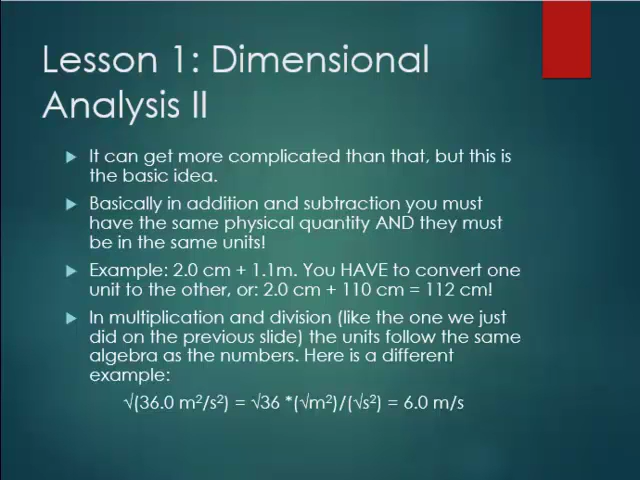 Lesson 1: Dimensional
Analysis II
It can get more complicated than that, but this is
the basic idea.
Basically in addition and subtraction you must
have the same physical quantity AND they must
be in the same units!
Example: 2.0 cm + 1.1m. You HAVE to convert one
unit to the other, or: 2.0 cm + 110 cm = 112 cm!
In multiplication and division (like the one we just
did on the previous slide) the units follow the same
algebra as the numbers. Here is a different
example:
√(36.0 m²/s²) = √36 *(√m²)/(√s²) = 6.0 m/s